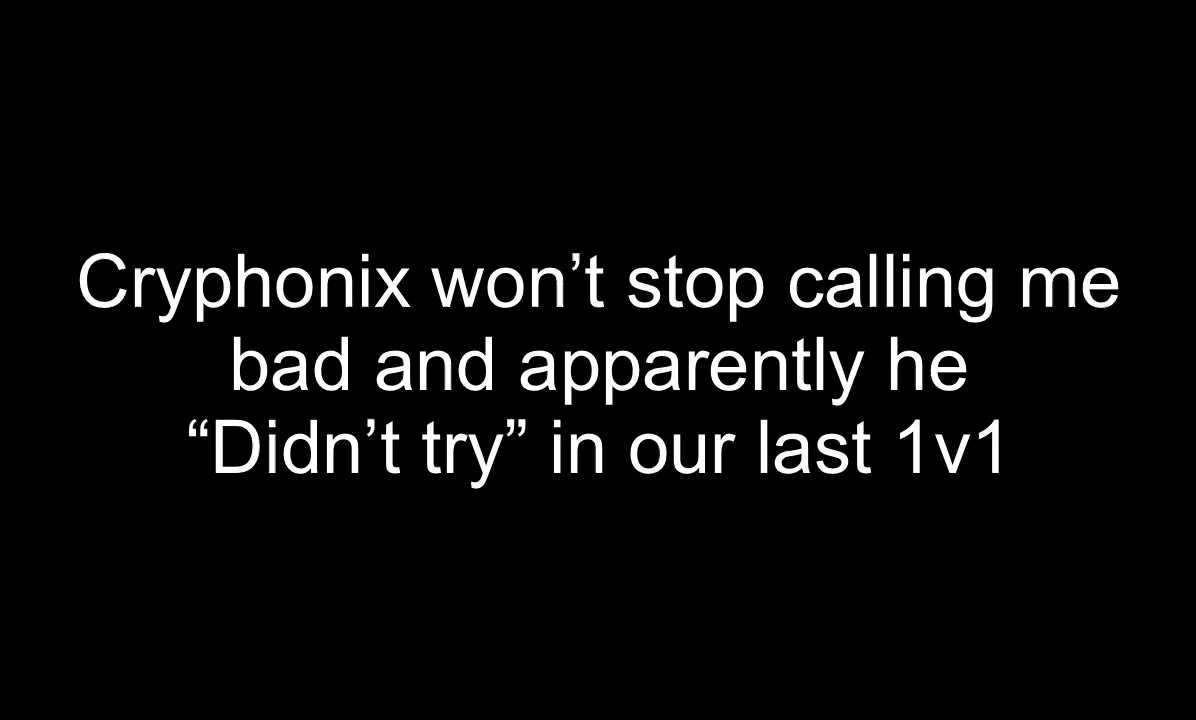 Cryphonix won’t stop calling me
bad and apparently he
“Didn’t try” in our last 1v1